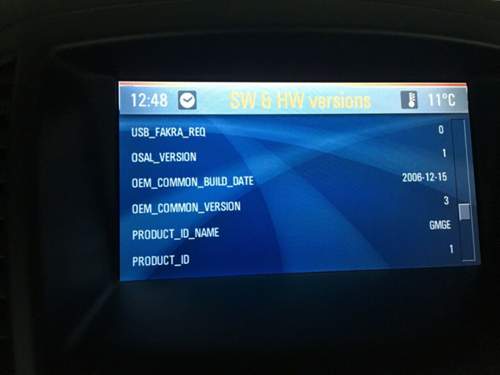 12:48 SW & HW versions 11°C
USB_FAKRA_REQ 0
OSAL_VERSION 1
OEM_COMMON_BUILD_DATE 2006-12-15
OEM_COMMON_VERSION 3
PRODUCT_ID_NAME GMGE
PRODUCT_ID 1